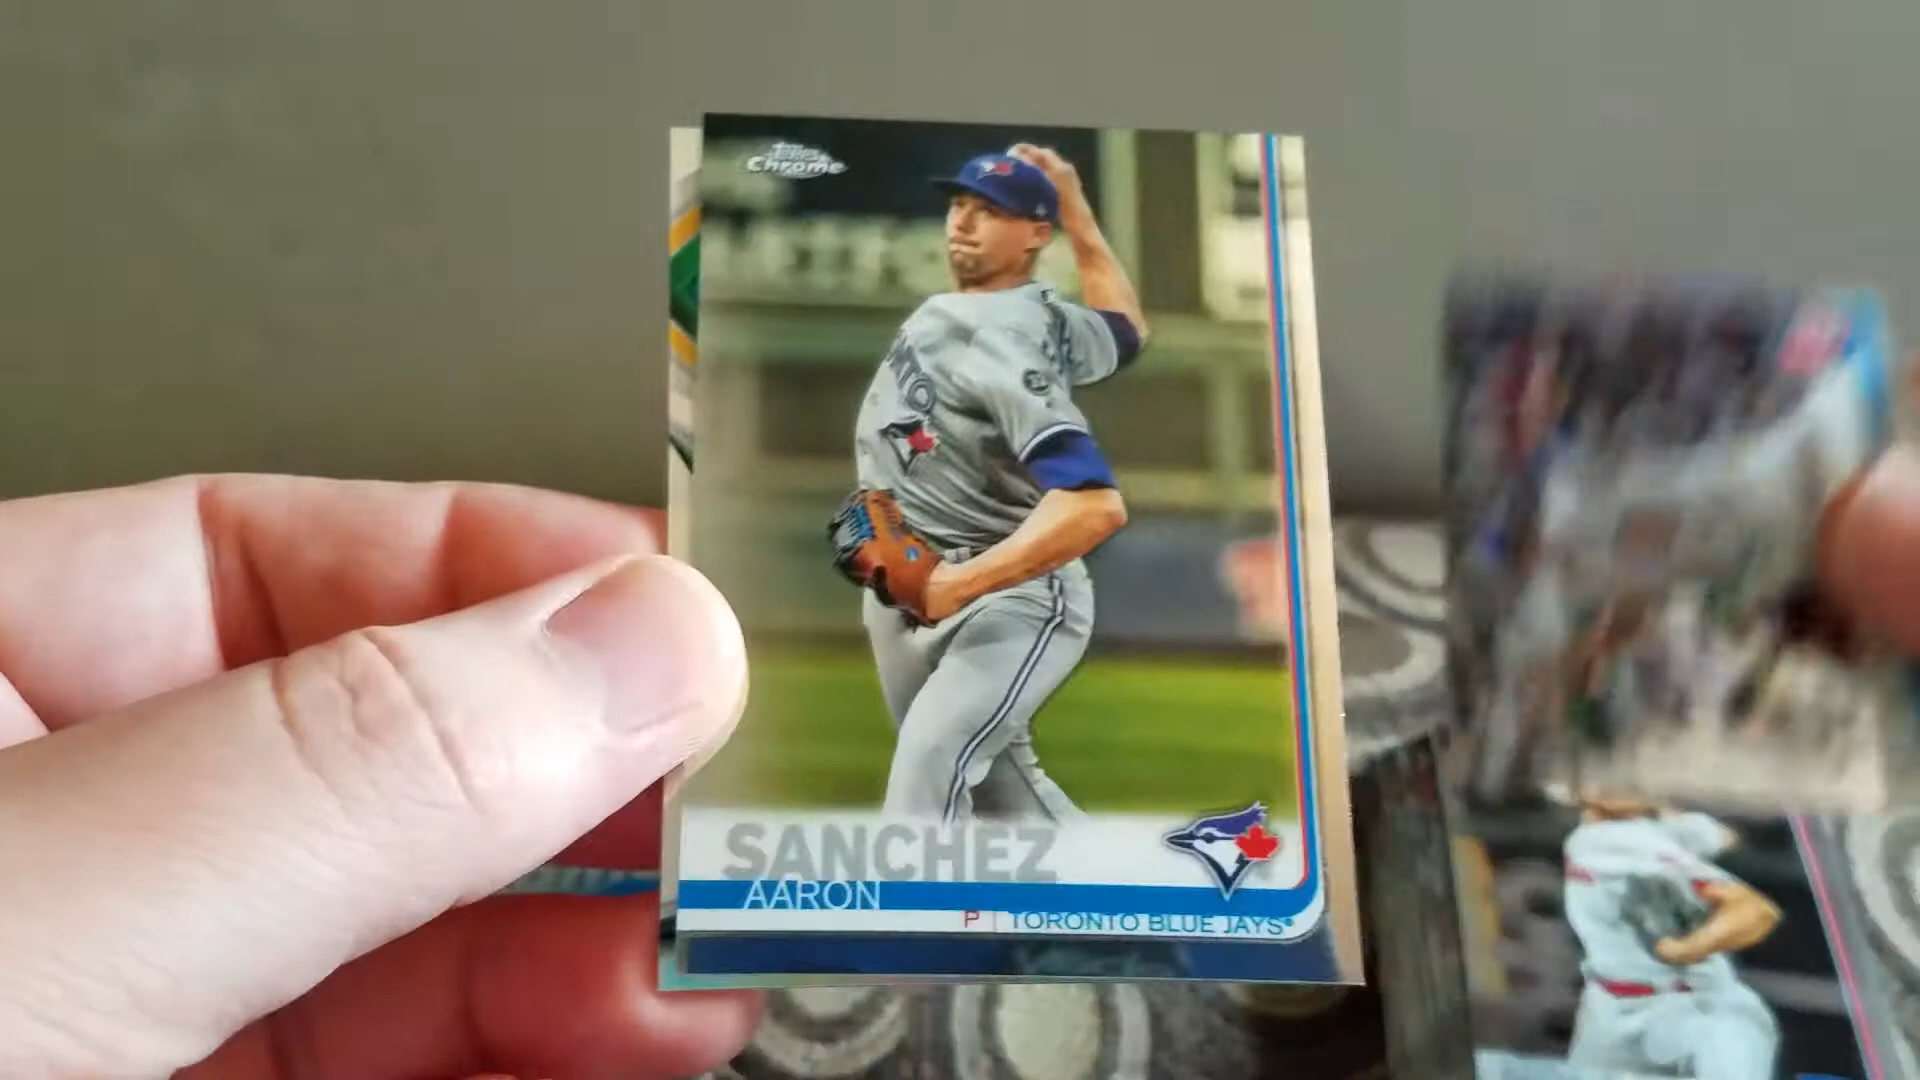 Topps
Chrome
SANCHEZ
AARON
P | TORONTO BLUE JAYS